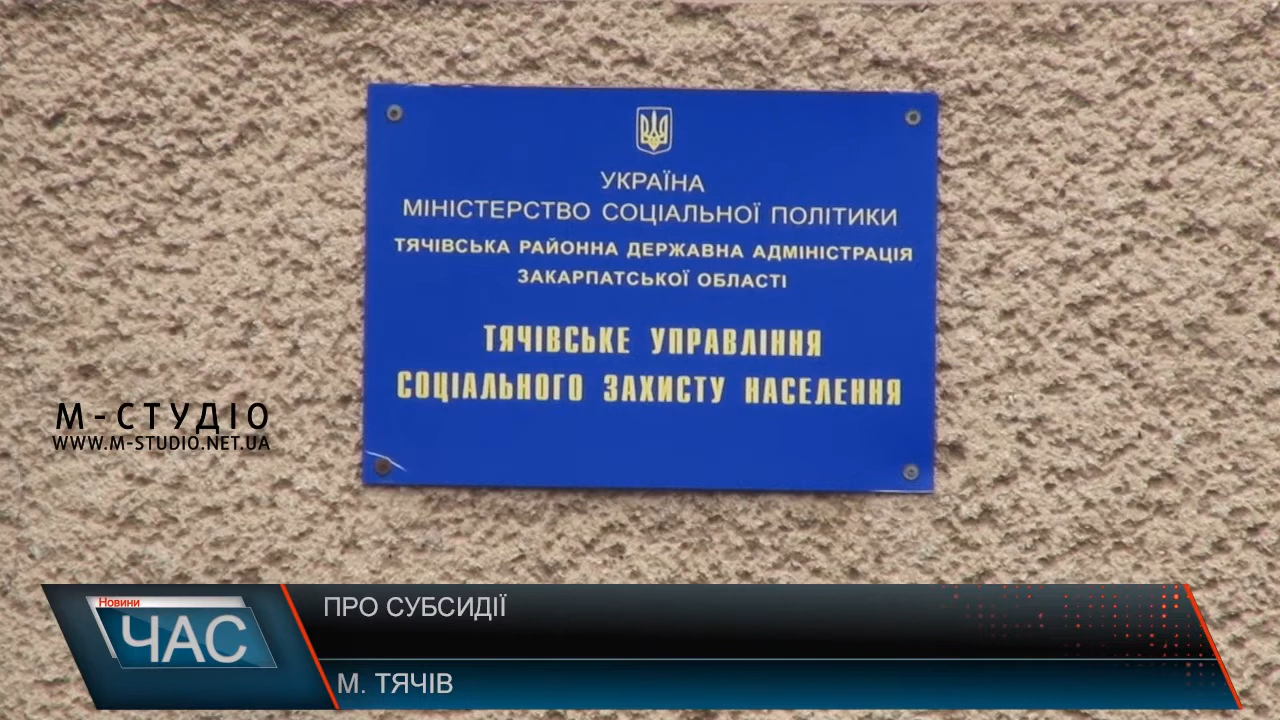 УКРАЇНА
МІНІСТЕРСТВО СОЦІАЛЬНОЇ ПОЛІТИКИ
ТЯЧІВСЬКА РАЙОННА ДЕРЖАВНА АДМІНІСТРАЦІЯ
ЗАКАРПАТСЬКОЇ ОБЛАСТІ
ТЯЧІВСЬКЕ УПРАВЛІННЯ
СОЦІАЛЬНОГО ЗАХИСТУ НАСЕЛЕННЯ
М-СТУДІО
WWW.M-STUDIO.NET.UA
Новини
ЧАС
ПРО СУБСИДІЇ
М. ТЯЧІВ